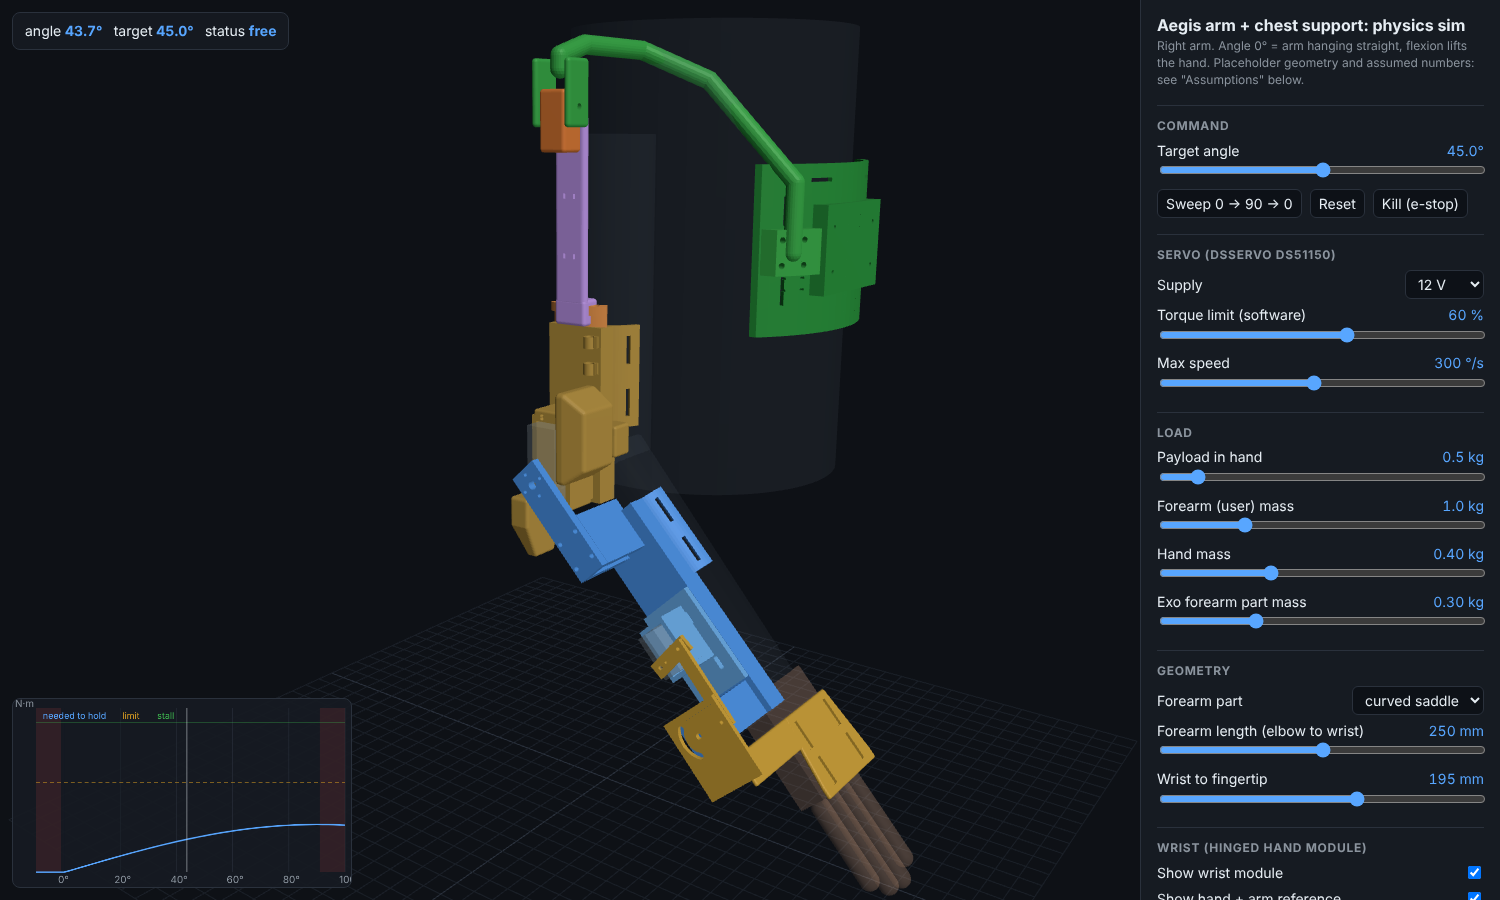 angle 43.7° target 45.0° status free
Aegis arm + chest support: physics sim
Right arm. Angle 0° = arm hanging straight, flexion lifts
the hand. Placeholder geometry and assumed numbers:
see "Assumptions" below.
COMMAND
Target angle 45.0°
Sweep 0 → 90 → 0 Reset Kill (e-stop)
SERVO (DSSERVO DS51150)
Supply 12 V
Torque limit (software) 60 %
Max speed 300 °/s
LOAD
Payload in hand 0.5 kg
Forearm (user) mass 1.0 kg
Hand mass 0.40 kg
Exo forearm part mass 0.30 kg
GEOMETRY
Forearm part curved saddle
Forearm length (elbow to wrist) 250 mm
Wrist to fingertip 195 mm
WRIST (HINGED HAND MODULE)
Show wrist module
Show hand + arm reference
N·m
needed to hold limit stall
0° 20° 40° 60° 80° 10